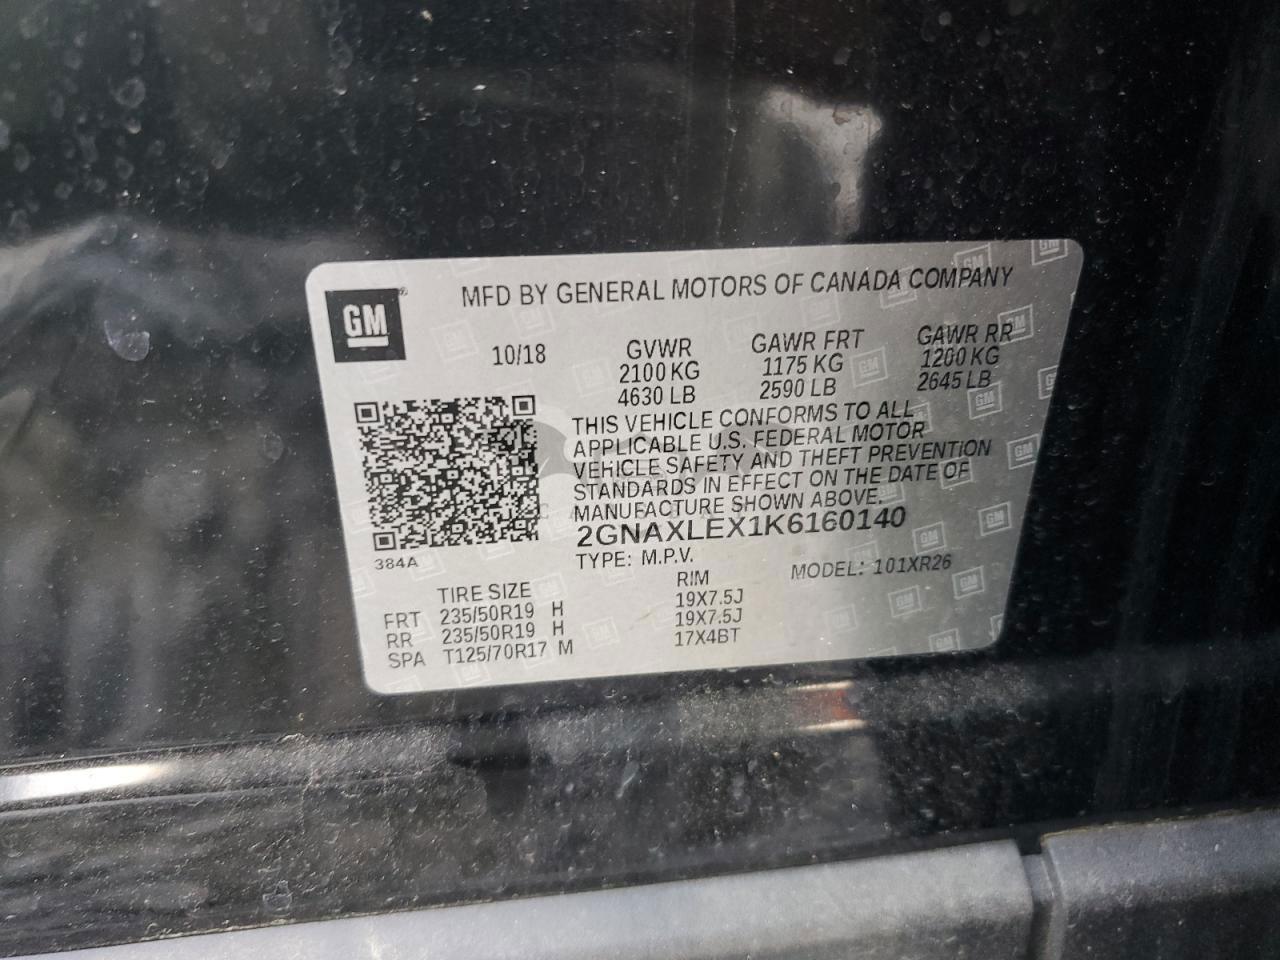 GM
MFD BY GENERAL MOTORS OF CANADA COMPANY
10/18
GVWR
2100 KG
4630 LB
GAWR FRT
1175 KG
2590 LB
GAWR RR
1200 KG
2645 LB
THIS VEHICLE CONFORMS TO ALL
APPLICABLE U.S. FEDERAL MOTOR
VEHICLE SAFETY AND THEFT PREVENTION
STANDARDS IN EFFECT ON THE DATE OF
MANUFACTURE SHOWN ABOVE.
2GNAXLEX1K6160140
TYPE: M.P.V. MODEL: 101XR26
384A
TIRE SIZE RIM
FRT 235/50R19 H 19X7.5J
RR 235/50R19 H 19X7.5J
SPA T125/70R17 M 17X4BT